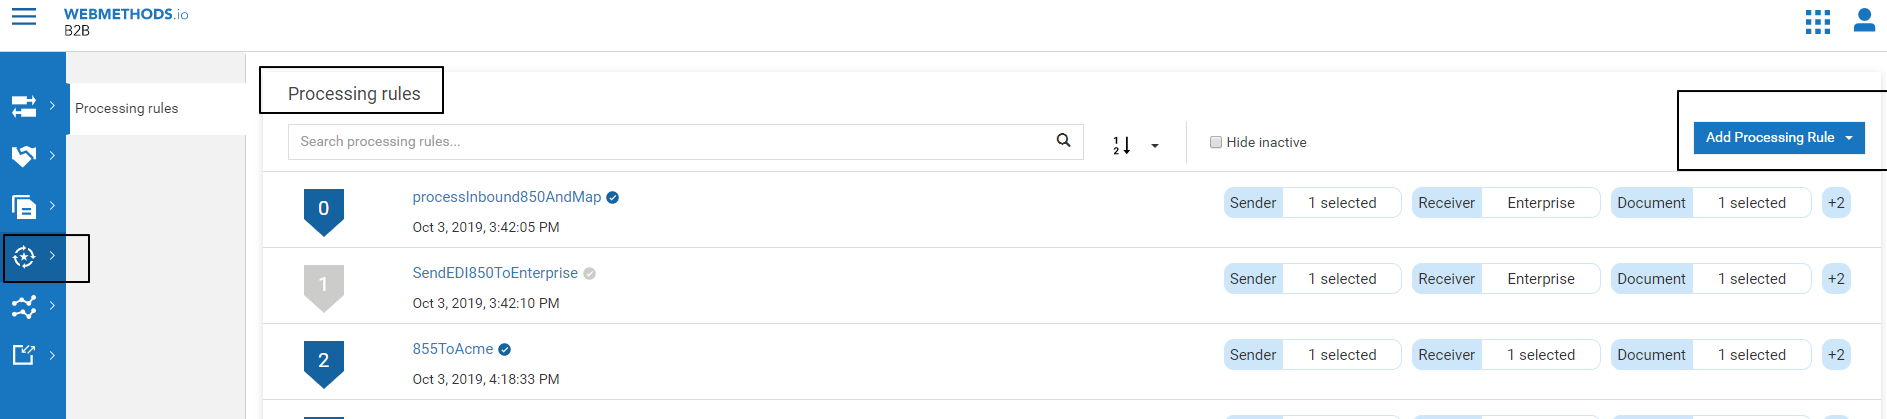 WEBMETHODS.io
B2B
Processing rules
Processing rules
Search processing rules...
1
2
Hide inactive
Add Processing Rule
0
processInbound850AndMap
Sender 1 selected Receiver Enterprise Document 1 selected +2
Oct 3, 2019, 3:42:05 PM
1
SendEDI850ToEnterprise
Sender 1 selected Receiver Enterprise Document 1 selected +2
Oct 3, 2019, 3:42:10 PM
2
855ToAcme
Sender 1 selected Receiver 1 selected Document 1 selected +2
Oct 3, 2019, 4:18:33 PM